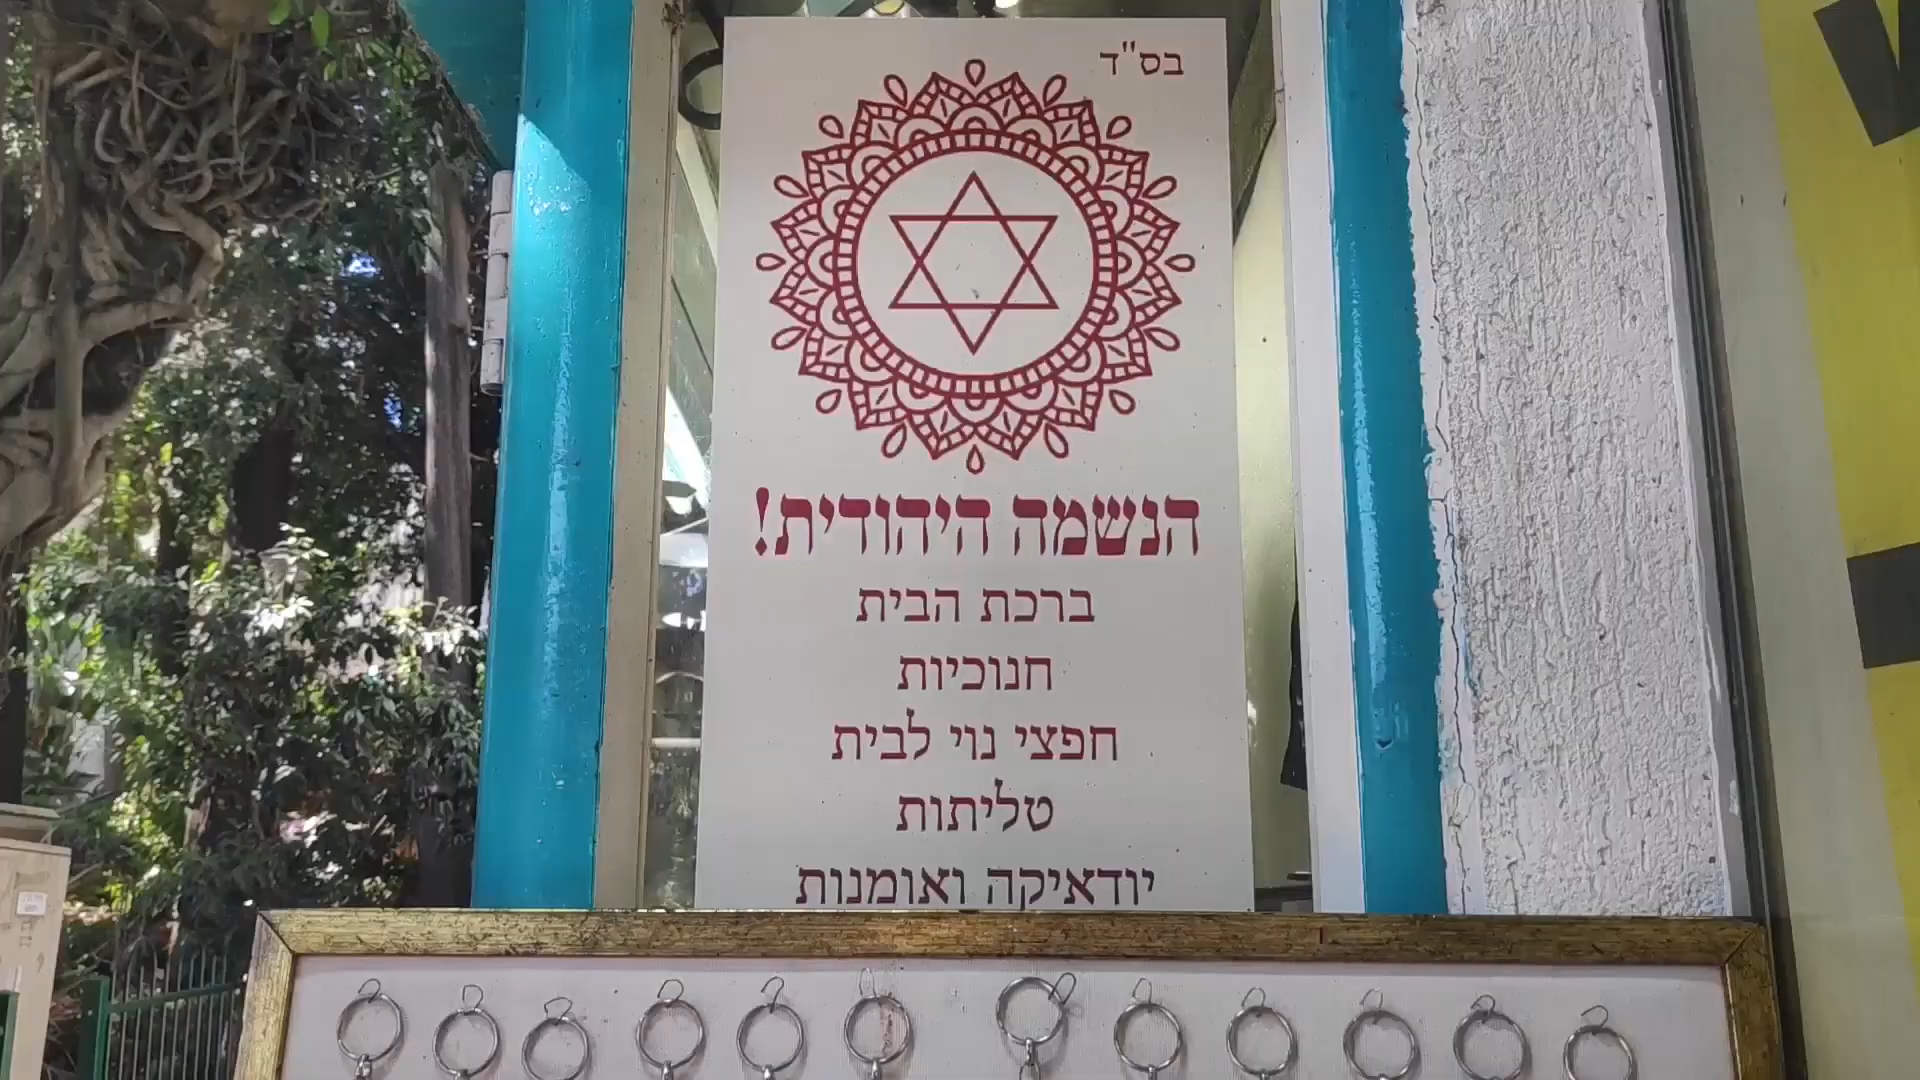 בס"ד
הנשמה היהודית!
ברכת הבית
חנוכיות
חפצי נוי לבית
טליתות
יודאיקה ואומנות